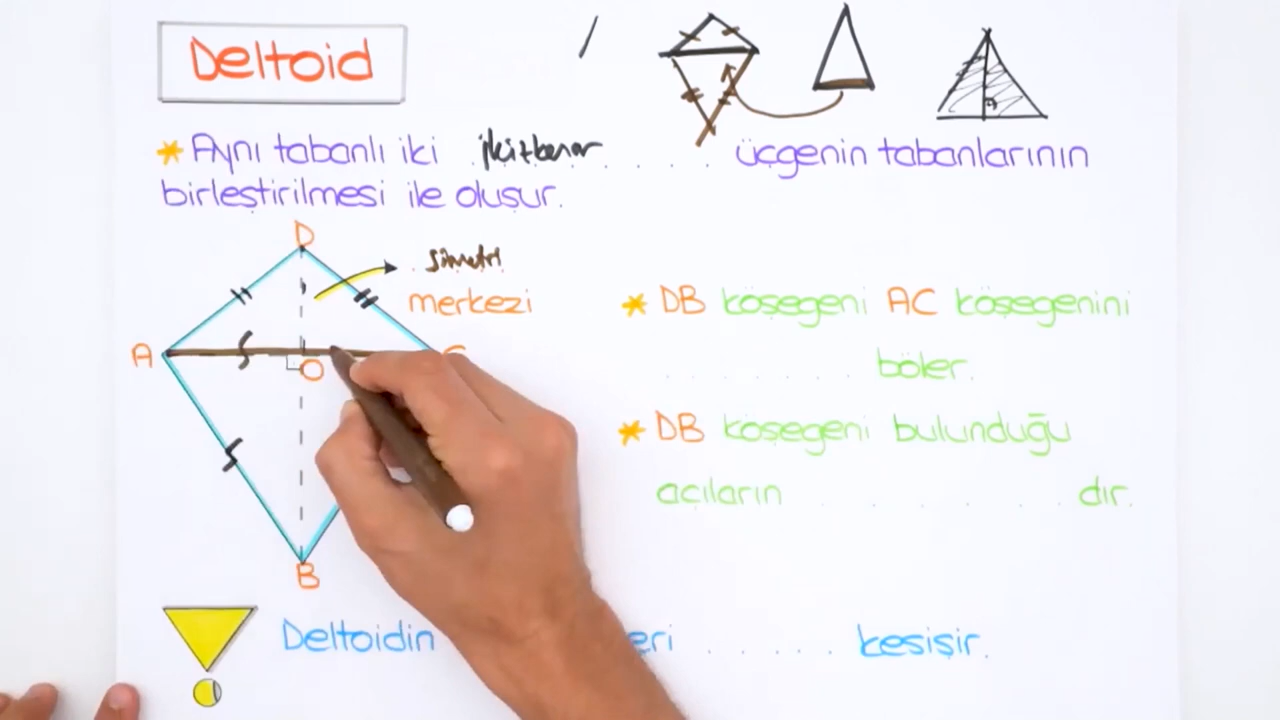 Deltoid
Aynı tabanlı iki ikizkenar . . . . üçgenin tabanlarının
birleştirilmesi ile oluşur.
D
simetri
merkezi
A
O
B
DB köşegeni AC köşegenini
. . . . . . . böler.
DB köşegeni bulunduğu
açıların . . . . . . dır.
Deltoidin eri . . . . . kesişir.